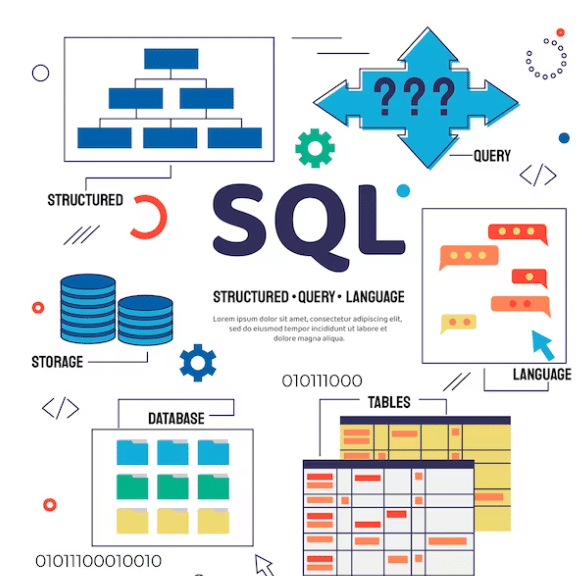 ???
QUERY
STRUCTURED
SQL
STRUCTURED • QUERY • LANGUAGE
Lorem ipsum dolor sit amet, consectetur adipiscing elit,
sed do eiusmod tempor incididunt ut labore et
dolore magna aliqua.
STORAGE
LANGUAGE
010111000
TABLES
</>
</>
DATABASE
01011100010010